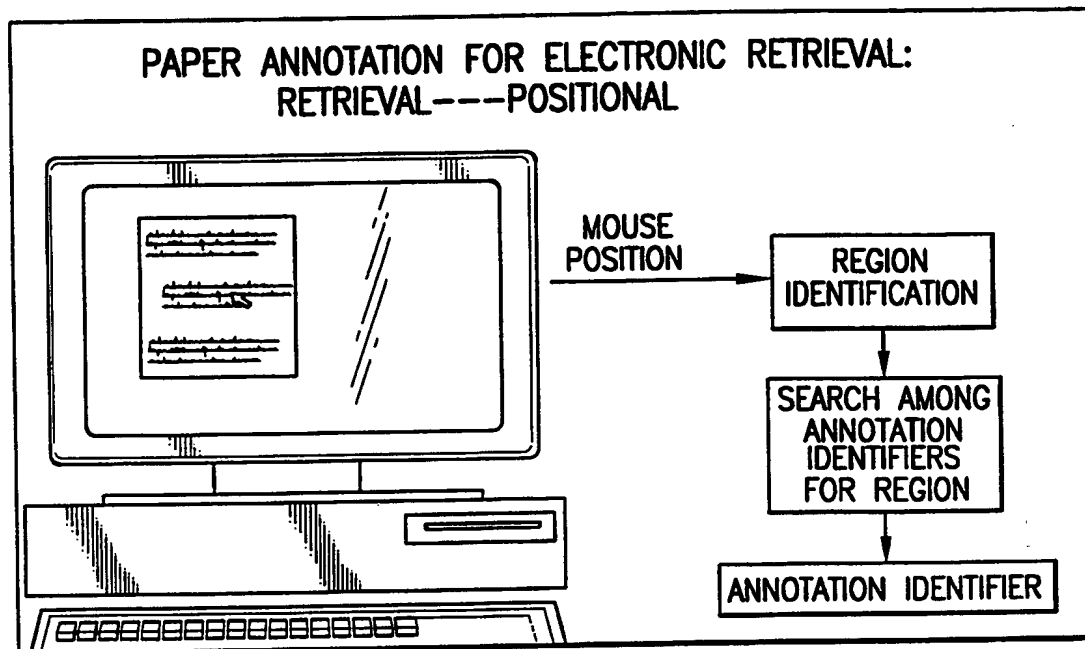 PAPER ANNOTATION FOR ELECTRONIC RETRIEVAL:
RETRIEVAL---POSITIONAL
MOUSE
POSITION
REGION
IDENTIFICATION
SEARCH AMONG
ANNOTATION
IDENTIFIERS
FOR REGION
ANNOTATION IDENTIFIER